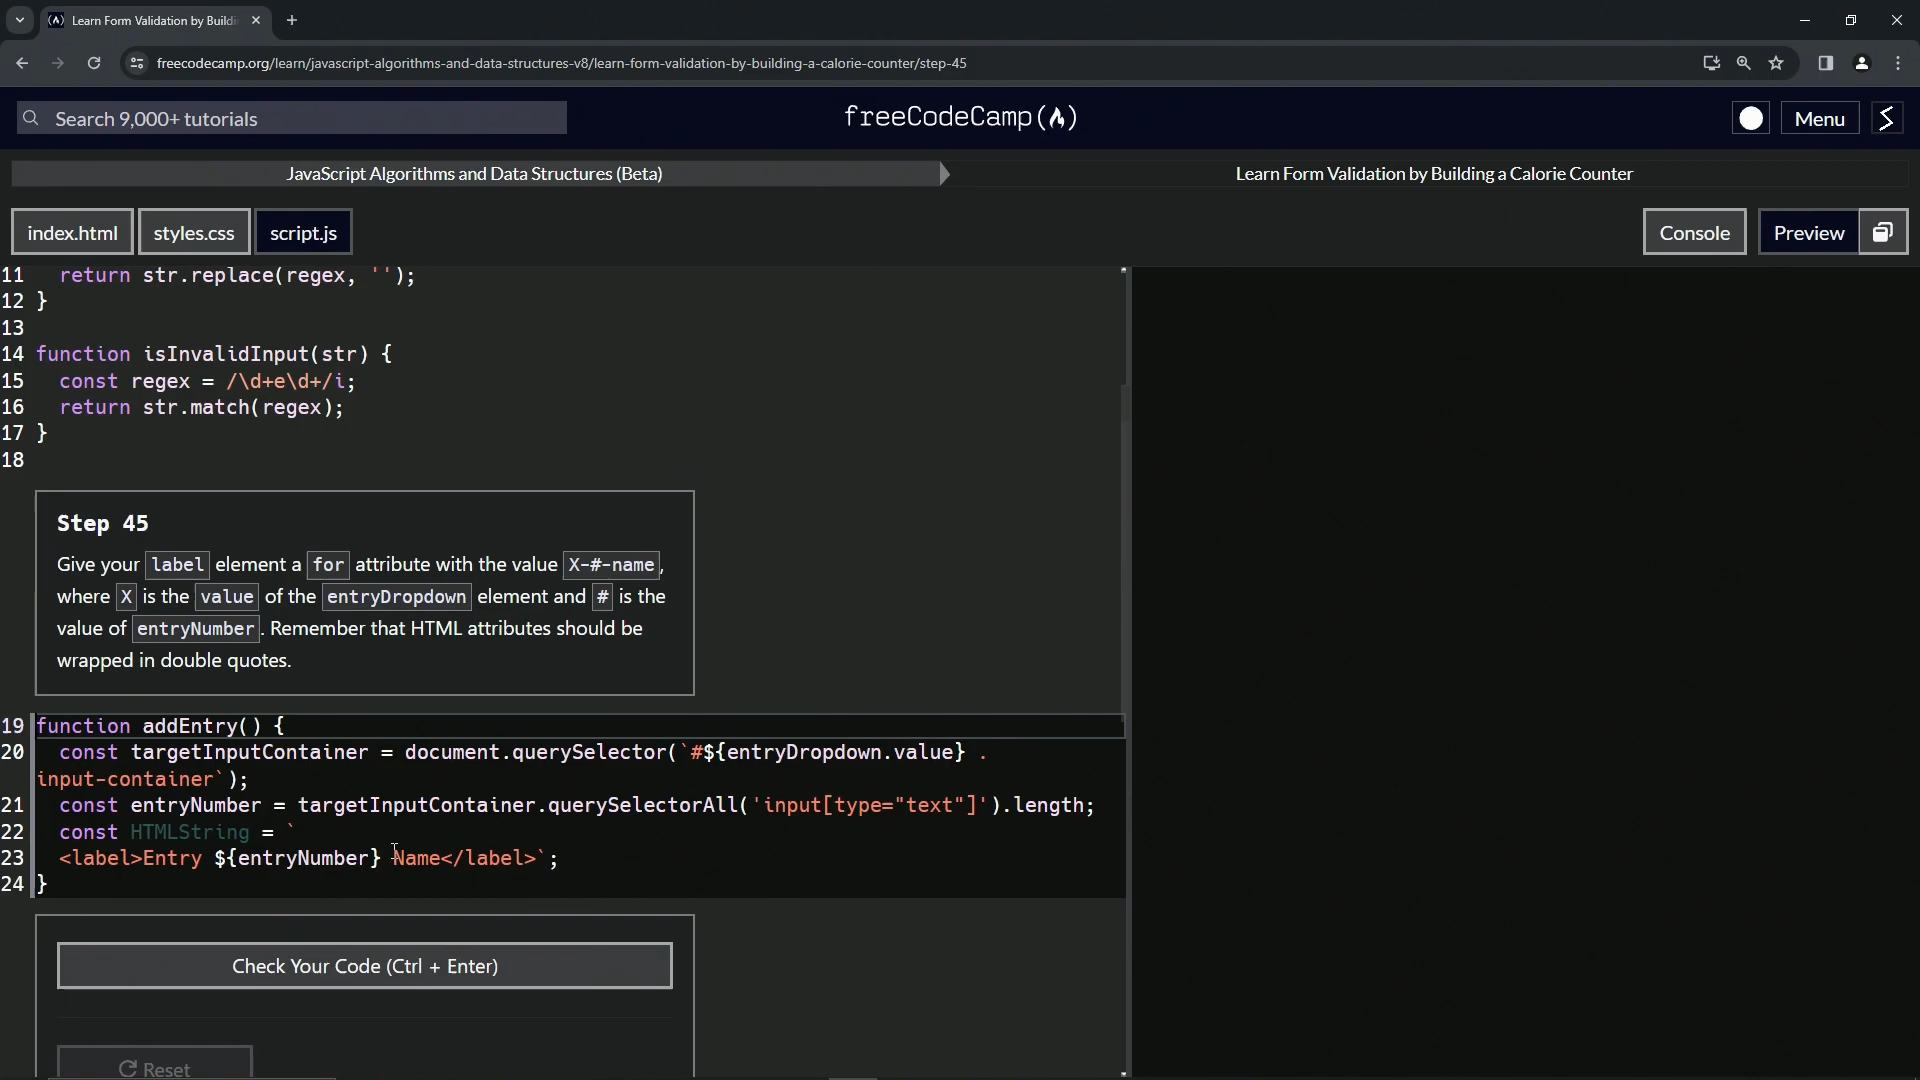 Learn Form Validation by Buildi
freecodecamp.org/learn/javascript-algorithms-and-data-structures-v8/learn-form-validation-by-building-a-calorie-counter/step-45
Search 9,000+ tutorials
freeCodeCamp(
)
Menu
JavaScript Algorithms and Data Structures (Beta)
Learn Form Validation by Building a Calorie Counter
index.html
styles.css
script.js
Console
Preview
11 return str.replace(regex, '');
12 }
13
14 function isInvalidInput(str) {
15 const regex = /\d+e\d+/i;
16 return str.match(regex);
17 }
18
Step 45
Give your label element a for attribute with the value X-#-name,
where X is the value of the entryDropdown element and # is the
value of entryNumber. Remember that HTML attributes should be
wrapped in double quotes.
19 function addEntry() {
20 const targetInputContainer = document.querySelector(`#${entryDropdown.value} .
input-container`);
21 const entryNumber = targetInputContainer.querySelectorAll('input[type="text"]').length;
22 const HTMLString = `
23 <label>Entry ${entryNumber} Name</label>`;
24 }
Check Your Code (Ctrl + Enter)
Reset